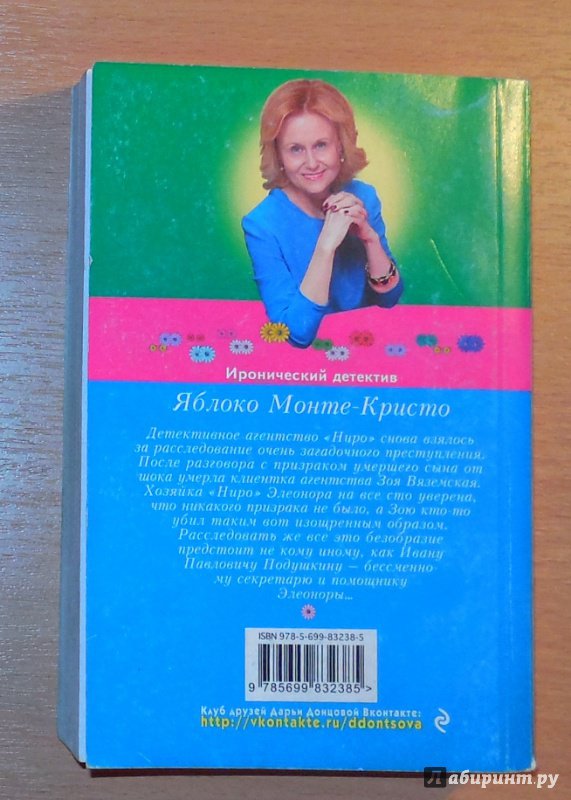 Иронический детектив
Яблоко Монте-Кристо
Детективное агентство «Ниро» снова взялось
за расследование очень загадочного преступления.
После разговора с призраком умершего сына от
шока умерла клиентка агентства Зоя Вяземская.
Хозяйка «Ниро» Элеонора на все сто уверена,
что никакого призрака не было, а Зою кто-то
убил таким вот изощренным образом.
Расследовать же все это безобразие
предстоит не кому иному, как Ивану
Павловичу Подушкину – бессменно-
му секретарю и помощнику
Элеоноры...
ISBN 978-5-699-83238-5
9 785699 832385 >
Клуб друзей Дарьи Донцовой Вконтакте:
http://vkontakte.ru/ddontsova
э
Лабиринт.ру